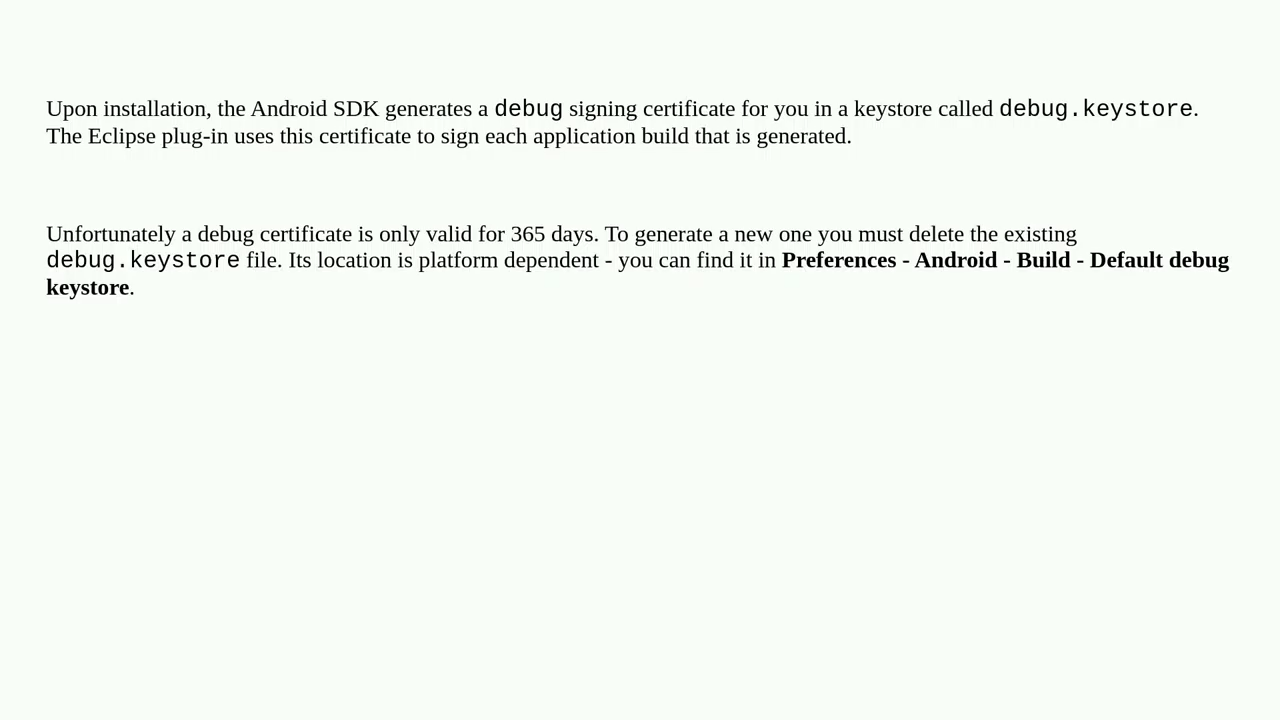 Upon installation, the Android SDK generates a debug signing certificate for you in a keystore called debug.keystore.
The Eclipse plug-in uses this certificate to sign each application build that is generated.
Unfortunately a debug certificate is only valid for 365 days. To generate a new one you must delete the existing
debug.keystore file. Its location is platform dependent - you can find it in Preferences - Android - Build - Default debug
keystore.